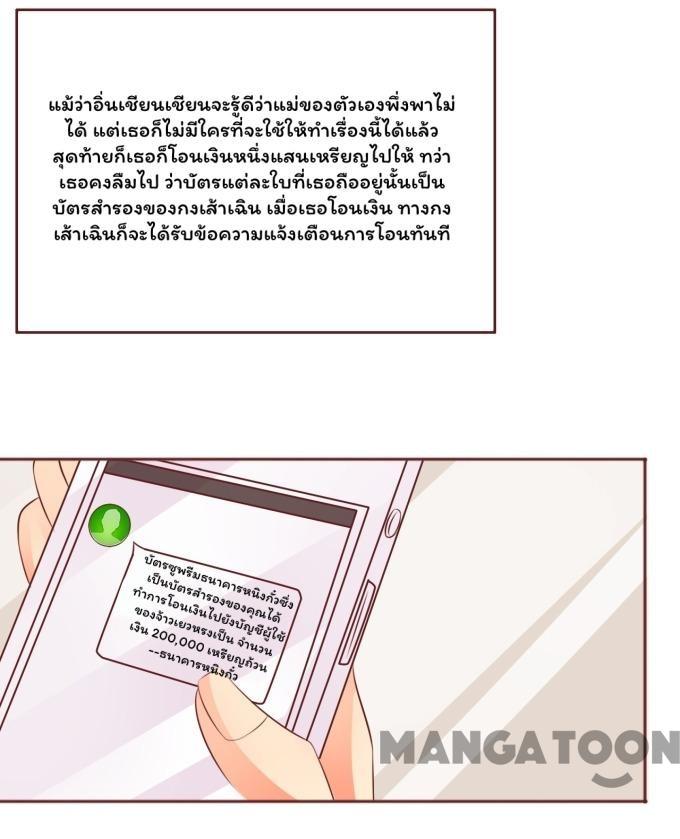 แม้ว่าอิ่นเชียนเชียนจะรู้ดีว่าแม่ของตัวเองพึ่งพาไม่
ได้ แต่เธอก็ไม่มีใครที่จะใช้ให้ทำเรื่องนี้ได้แล้ว
สุดท้ายก็เธอก็โอนเงินหนึ่งแสนเหรียญไปให้ ทว่า
เธอคงลืมไป ว่าบัตรแต่ละใบที่เธอถืออยู่นั้นเป็น
บัตรสำรองของกงเส้าเฉิน เมื่อเธอโอนเงิน ทางกง
เส้าเฉินก็จะได้รับข้อความแจ้งเตือนการโอนทันที
บัตรซูพรีมธนาคารหนิงกั๋วซึ่ง
เป็นบัตรสำรองของคุณได้
ทำการโอนเงินไปยังบัญชีผู้ใช้
ของจ้าวเยวหรงเป็น จำนวน
เงิน 200,000 เหรียญถ้วน
--ธนาคารหนิงกั๋ว
MANGATOON